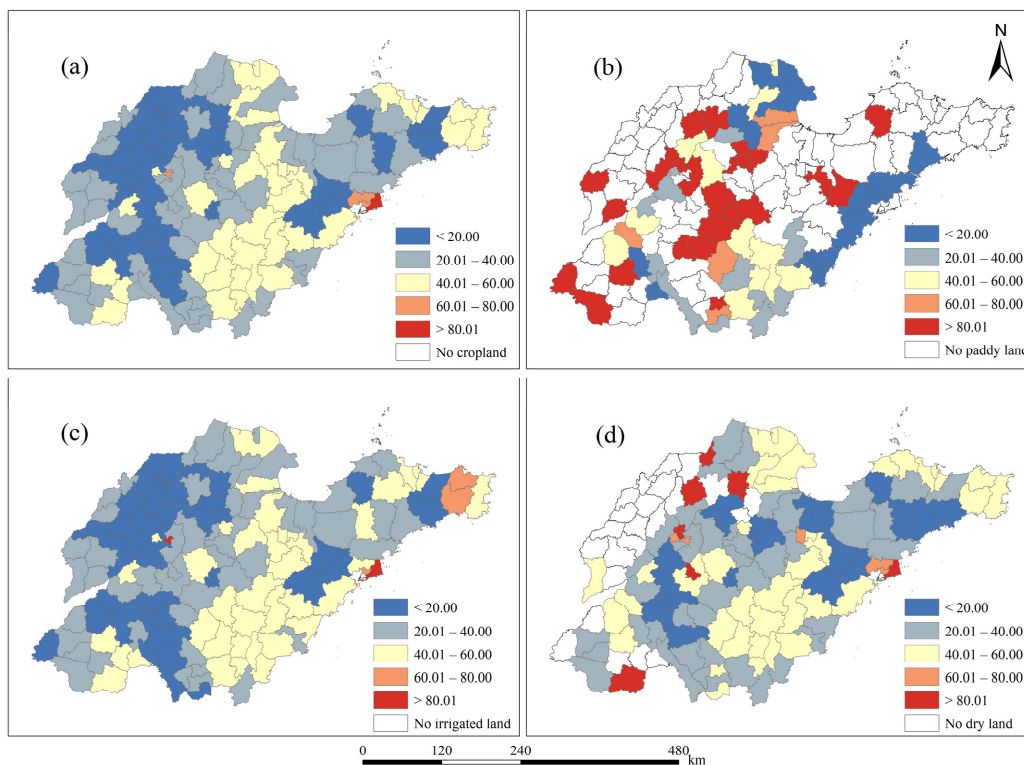 (a)
< 20.00
20.01 – 40.00
40.01 – 60.00
60.01 – 80.00
> 80.01
No cropland
(b)
N
< 20.00
20.01 – 40.00
40.01 – 60.00
60.01 – 80.00
> 80.01
No paddy land
(c)
< 20.00
20.01 – 40.00
40.01 – 60.00
60.01 – 80.00
> 80.01
No irrigated land
(d)
< 20.00
20.01 – 40.00
40.01 – 60.00
60.01 – 80.00
> 80.01
No dry land
0 120 240 480
km